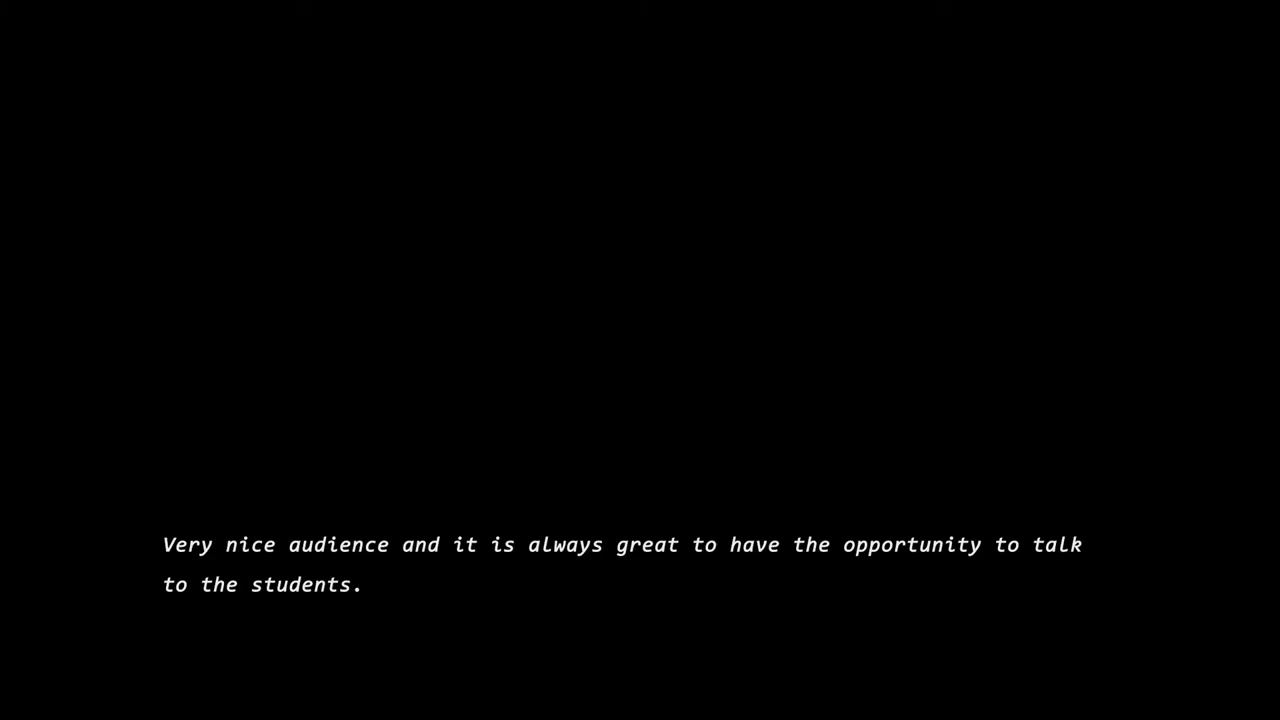 Very nice audience and it is always great to have the opportunity to talk
to the students.